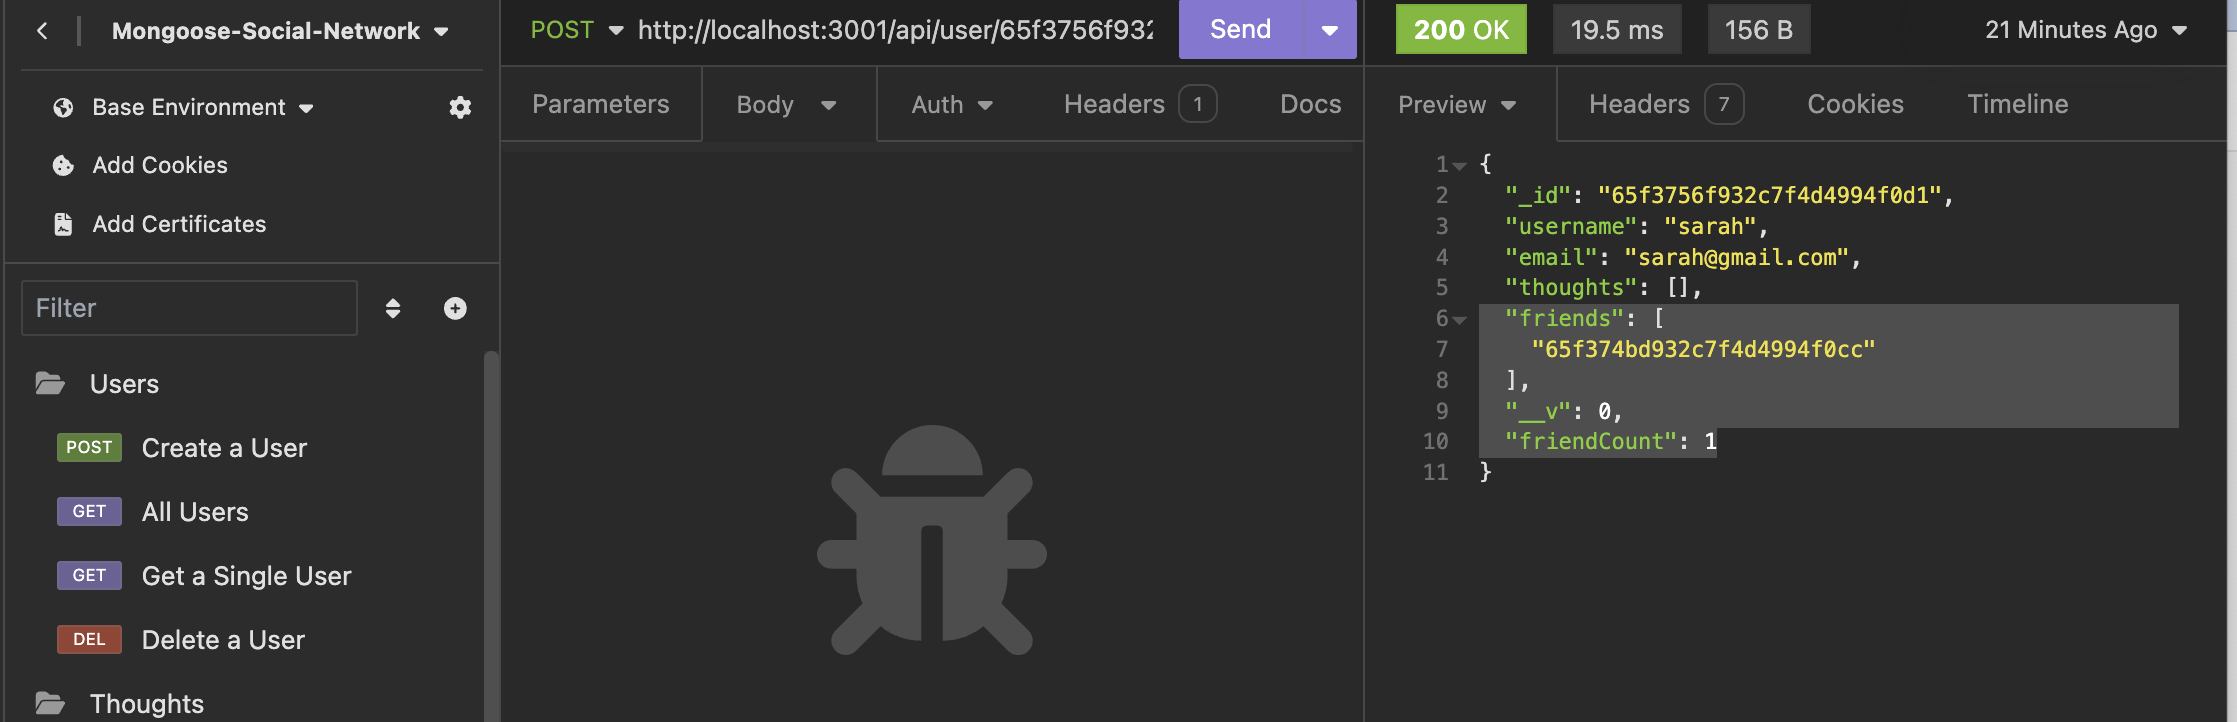 Mongoose-Social-Network
Base Environment
Add Cookies
Add Certificates
Filter
Users
POST Create a User
GET All Users
GET Get a Single User
DEL Delete a User
Thoughts
POST http://localhost:3001/api/user/65f3756f932 Send
Parameters Body Auth Headers 1 Docs
200 OK 19.5 ms 156 B 21 Minutes Ago
Preview Headers 7 Cookies Timeline
1 {
2 "_id": "65f3756f932c7f4d4994f0d1",
3 "username": "sarah",
4 "email": "sarah@gmail.com",
5 "thoughts": [],
6 "friends": [
7 "65f374bd932c7f4d4994f0cc"
8 ],
9 "__v": 0,
10 "friendCount": 1
11 }